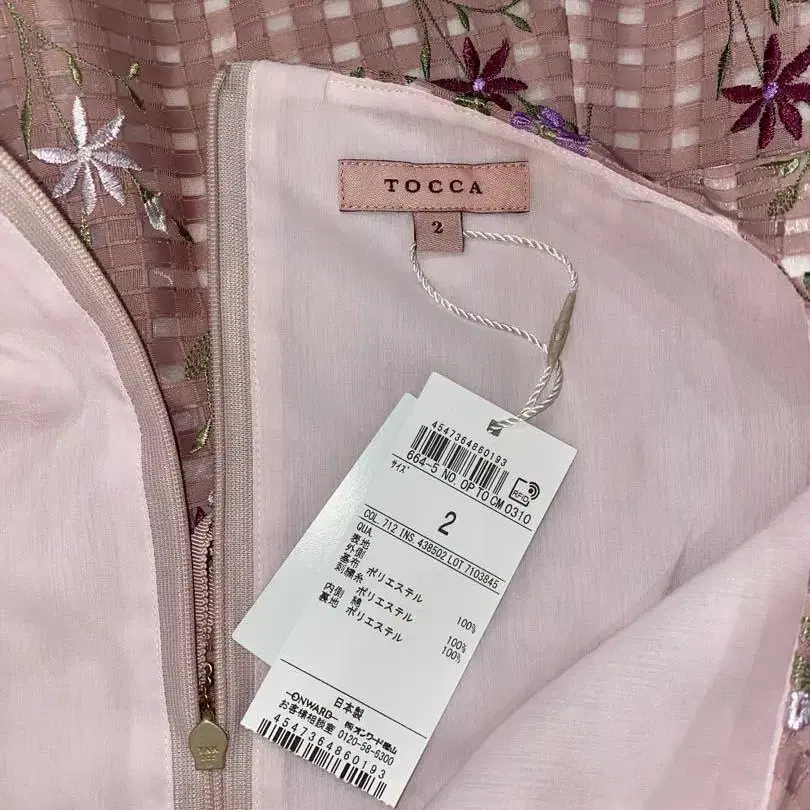 TOCCA
2
4547364860193
664-5 NO. OPTOCM0310
サイズ
RFID
2
COL. 712 INS. 438502 LOT 7103845
QUA.
表地
外側
基布 ポリエステル
刺繍糸 ポリエステル 100%
内側 綿 100%
裏地 ポリエステル 100%
日本製
ONWARD ㈱オンワード樫山
お客様相談室 0120-58-6300
4547364860193
YKK